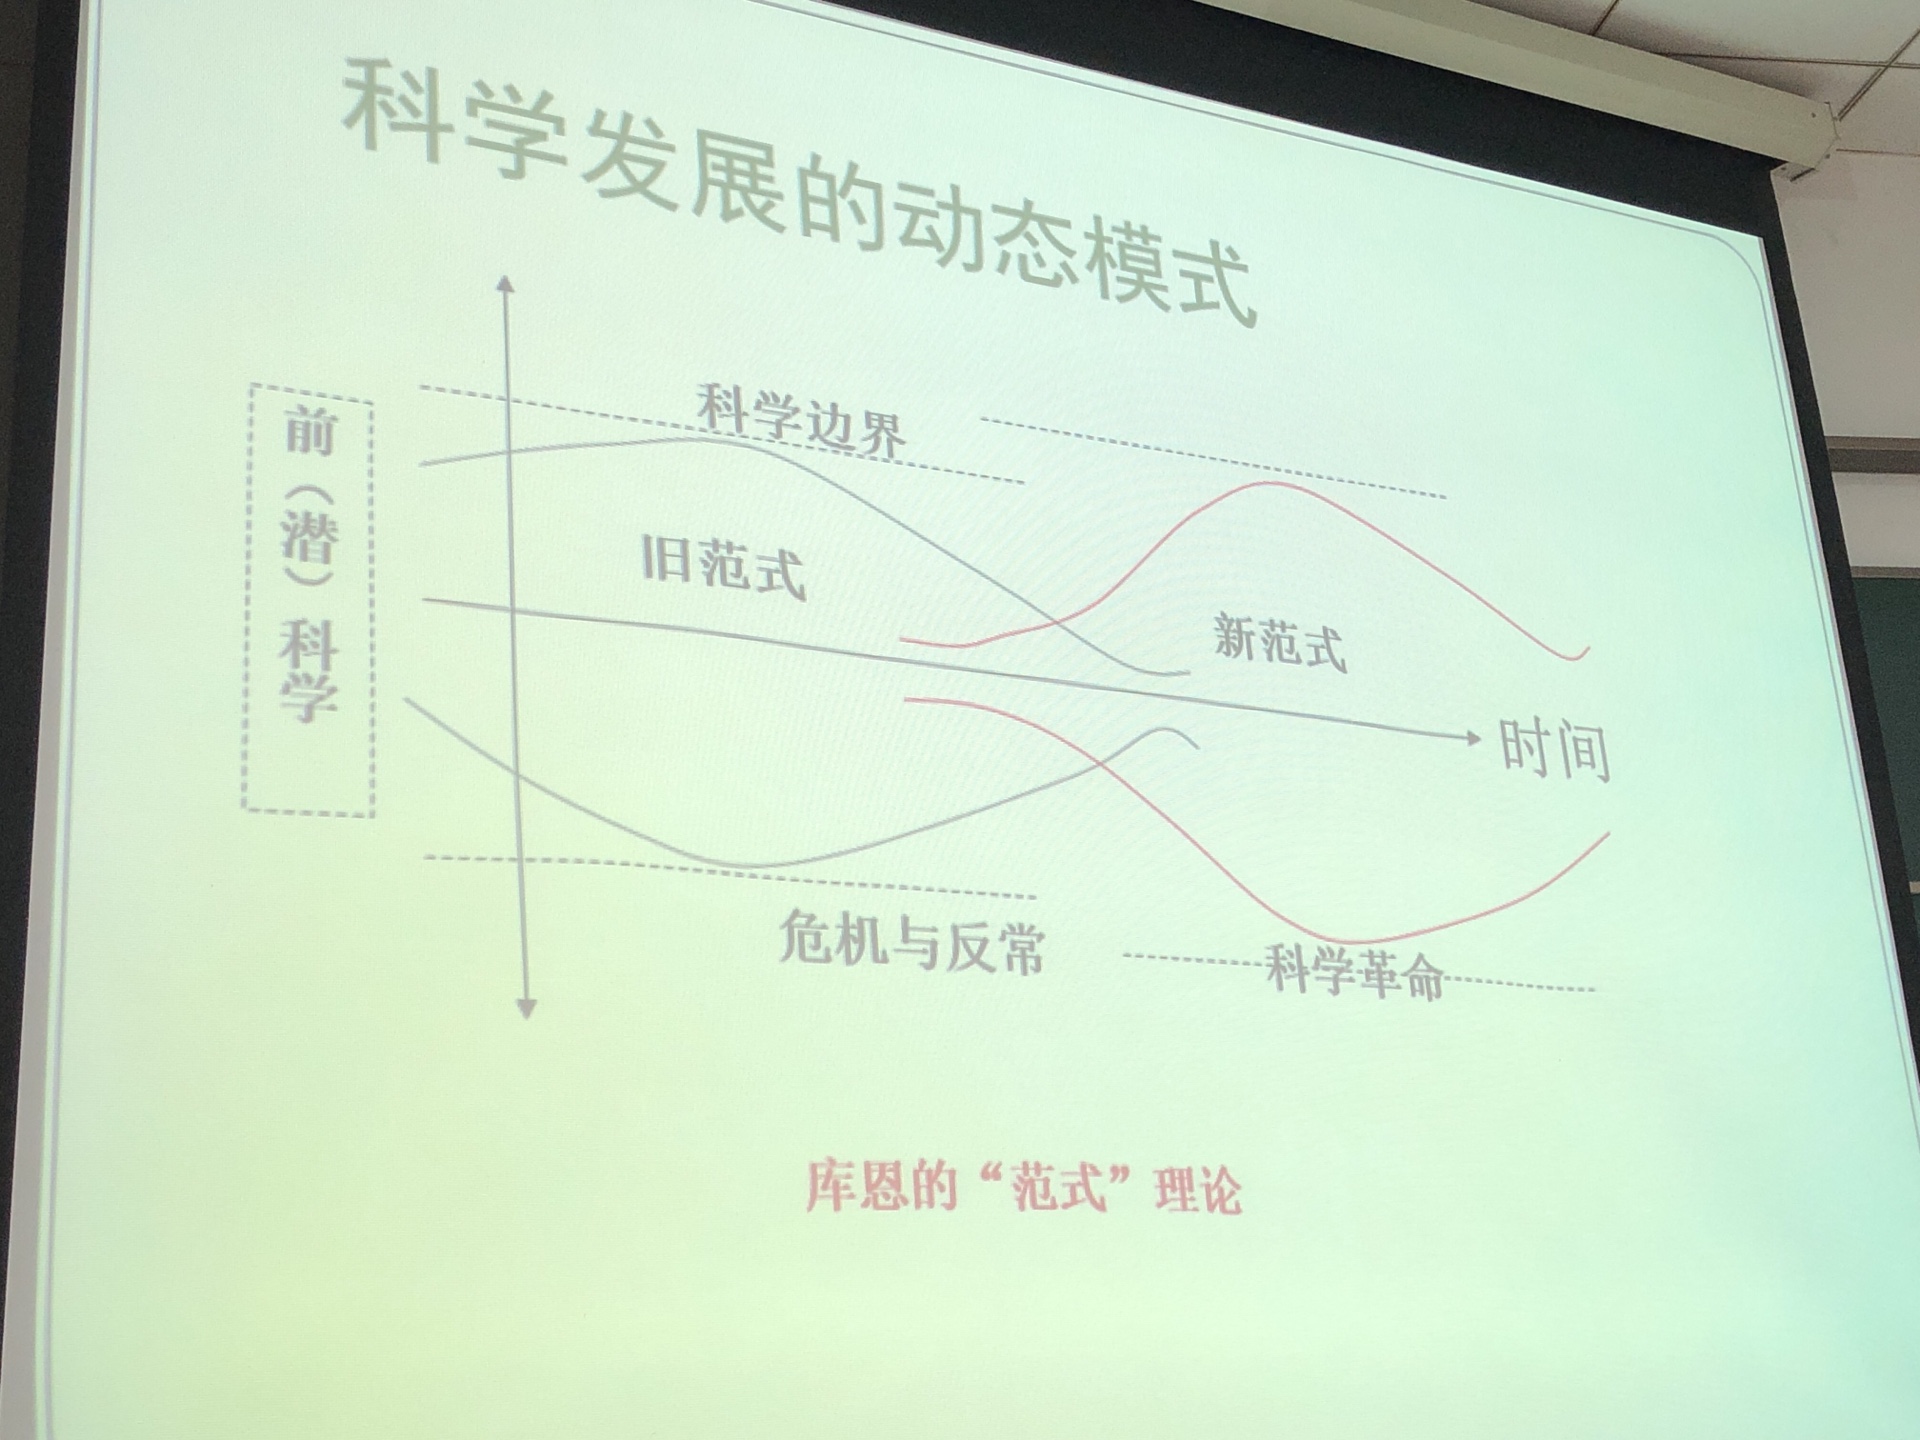 科学发展的动态模式
前（潜）科学
科学边界
旧范式
新范式
时间
危机与反常
科学革命
库恩的“范式”理论